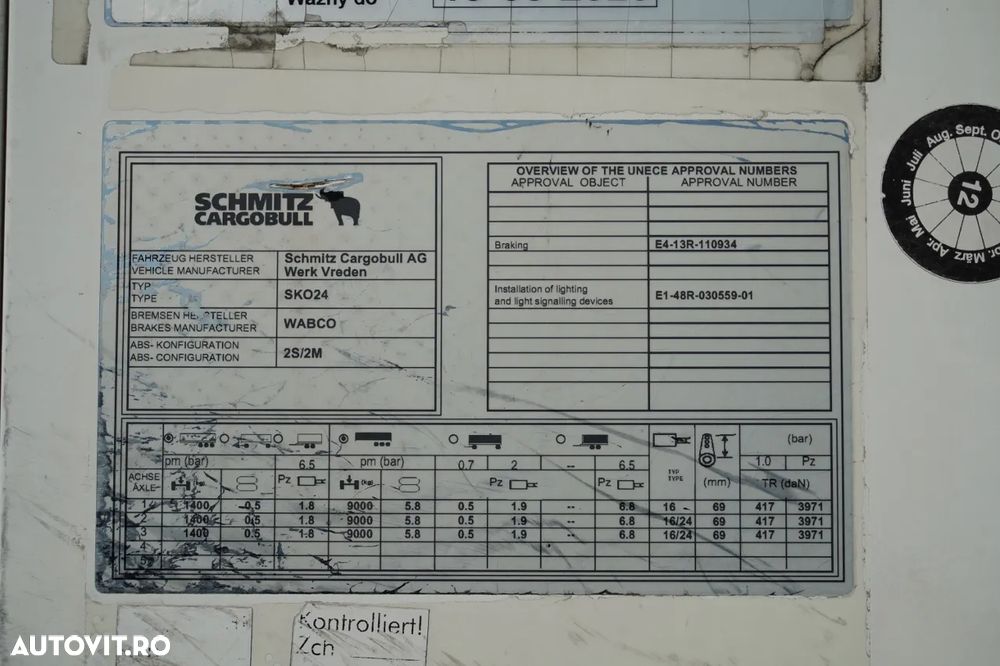 Ważny do
SCHMITZ
CARGOBULL
FAHRZEUG HERSTELLER
VEHICLE MANUFACTURER
Schmitz Cargobull AG
Werk Vreden
TYP
TYPE
SKO24
BREMSEN HERSTELLER
BRAKES MANUFACTURER
WABCO
ABS- KONFIGURATION
ABS- CONFIGURATION
2S/2M
OVERVIEW OF THE UNECE APPROVAL NUMBERS
APPROVAL OBJECT APPROVAL NUMBER
Braking E4-13R-110934
Installation of lighting
and light signalling devices E1-48R-030559-01
pm (bar) 6.5 pm (bar) 0.7 2 -- 6.5 TYP TYPE (mm) (bar) 1.0 Pz
ACHSE
ÄXLE- (kg) Pz (kg) Pz Pz TR (daN)
1 1400 0.5 1.8 9000 5.8 0.5 1.9 -- 6.8 16 69 417 3971
2 1400 0.5 1.8 9000 5.8 0.5 1.9 -- 6.8 16/24 69 417 3971
3 1400 0.5 1.8 9000 5.8 0.5 1.9 -- 6.8 16/24 69 417 3971
4
5
März Apr. Mai Juni Juli Aug. Sept.
12
Kontrolliert!
Zch
AUTOVIT.RO